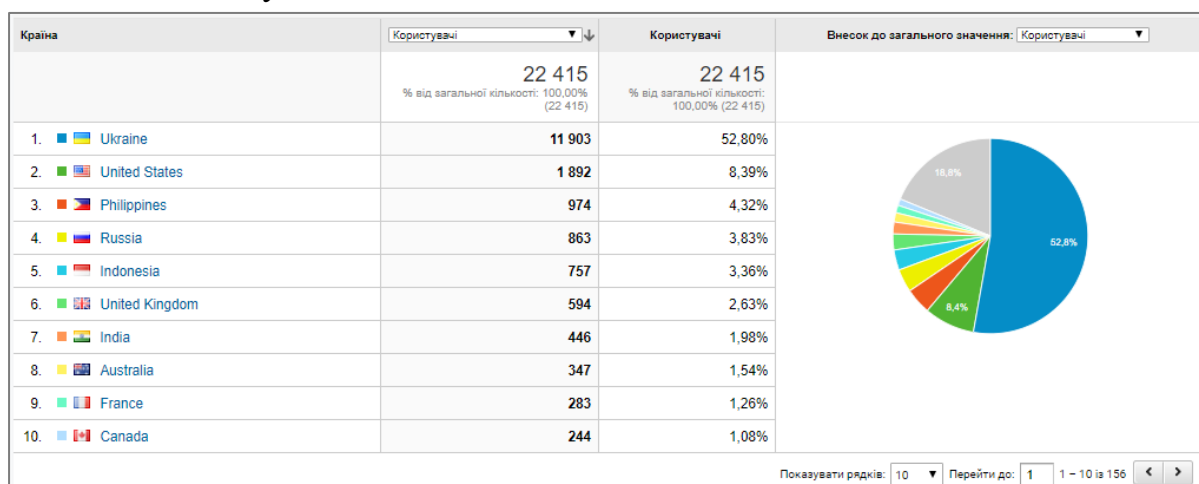 Країна Користувачі Користувачі Внесок до загального значення: Користувачі
22 415 22 415
% від загальної кількості: 100,00% % від загальної кількості:
(22 415) 100,00% (22 415)
1. Ukraine 11 903 52,80%
2. United States 1 892 8,39%
3. Philippines 974 4,32%
4. Russia 863 3,83%
5. Indonesia 757 3,36%
6. United Kingdom 594 2,63%
7. India 446 1,98%
8. Australia 347 1,54%
9. France 283 1,26%
10. Canada 244 1,08%
18,8%
52,8%
8,4%
Показувати рядків: 10 Перейти до: 1 1 – 10 із 156